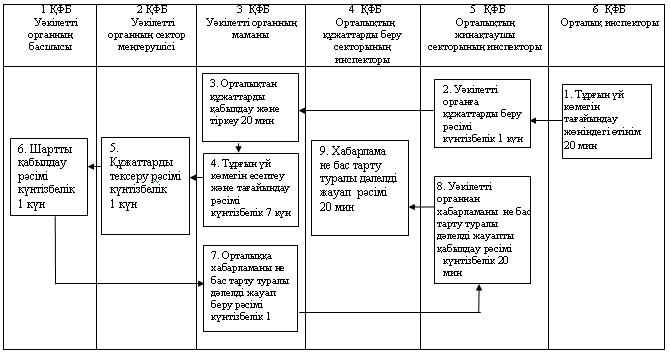 1 ҚФБ
Уәкілетті
органның
басшысы
2 ҚФБ
Уәкілетті
органның сектор
меңгерушісі
3 ҚФБ
Уәкілетті органның
маманы
4 ҚФБ
Орталықтың
құжаттарды беру
секторының
инспекторы
5 ҚФБ
Орталықтың
жинақтаушы
секторының инспекторы
6 ҚФБ
Орталық инспекторы
1. Тұрғын үй
көмегін
тағайындау
жөніндегі өтінім
20 мин
2. Уәкілетті
органға
құжаттарды беру
рәсімі
күнтізбелік 1 күн
3. Орталықтан
құжаттарды
қабылдау және
тіркеу 20 мин
4. Тұрғын үй
көмегін есептеу
және тағайындау
рәсімі
күнтізбелік 7 күн
5.
Құжаттарды
тексеру рәсімі
күнтізбелік
1 күн
6. Шартты
қабылдау
рәсімі
күнтізбелік
1 күн
7. Орталыққа
хабарламаны не
бас тарту туралы
дәлелді жауап
беру рәсімі
күнтізбелік 1
8. Уәкілетті
органнан
хабарламаны не бас
тарту туралы
дәлелді жауапты
қабылдау рәсімі
күнтізбелік 20
мин
9. Хабарлама
не бас тарту
туралы дәлелді
жауап рәсімі
20 мин